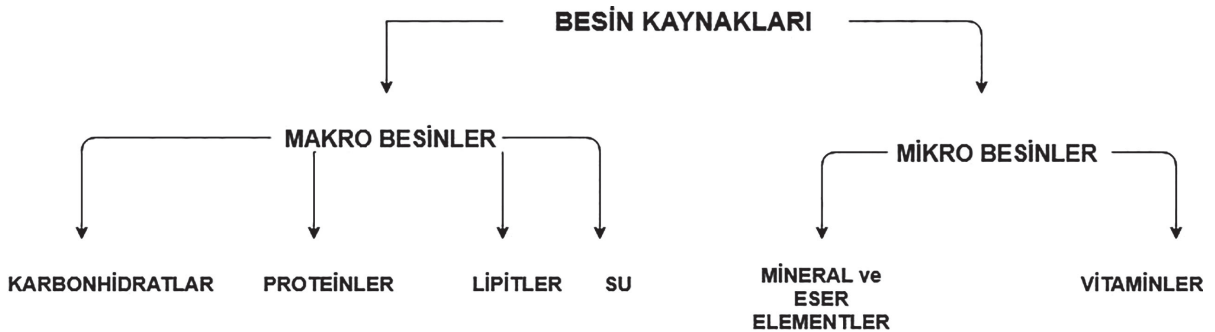 BESİN KAYNAKLARI
MAKRO BESİNLER
MİKRO BESİNLER
KARBONHİDRATLAR
PROTEİNLER
LİPİTLER
SU
MİNERAL ve
ESER
ELEMENTLER
VİTAMİNLER